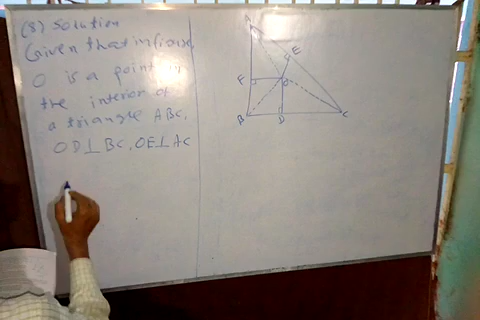 (8) Solution
Given that in figure,
O is a point in
the interior of
a triangle ABC,
OD⊥BC, OE⊥AC
A
E
F
O
B
D
C